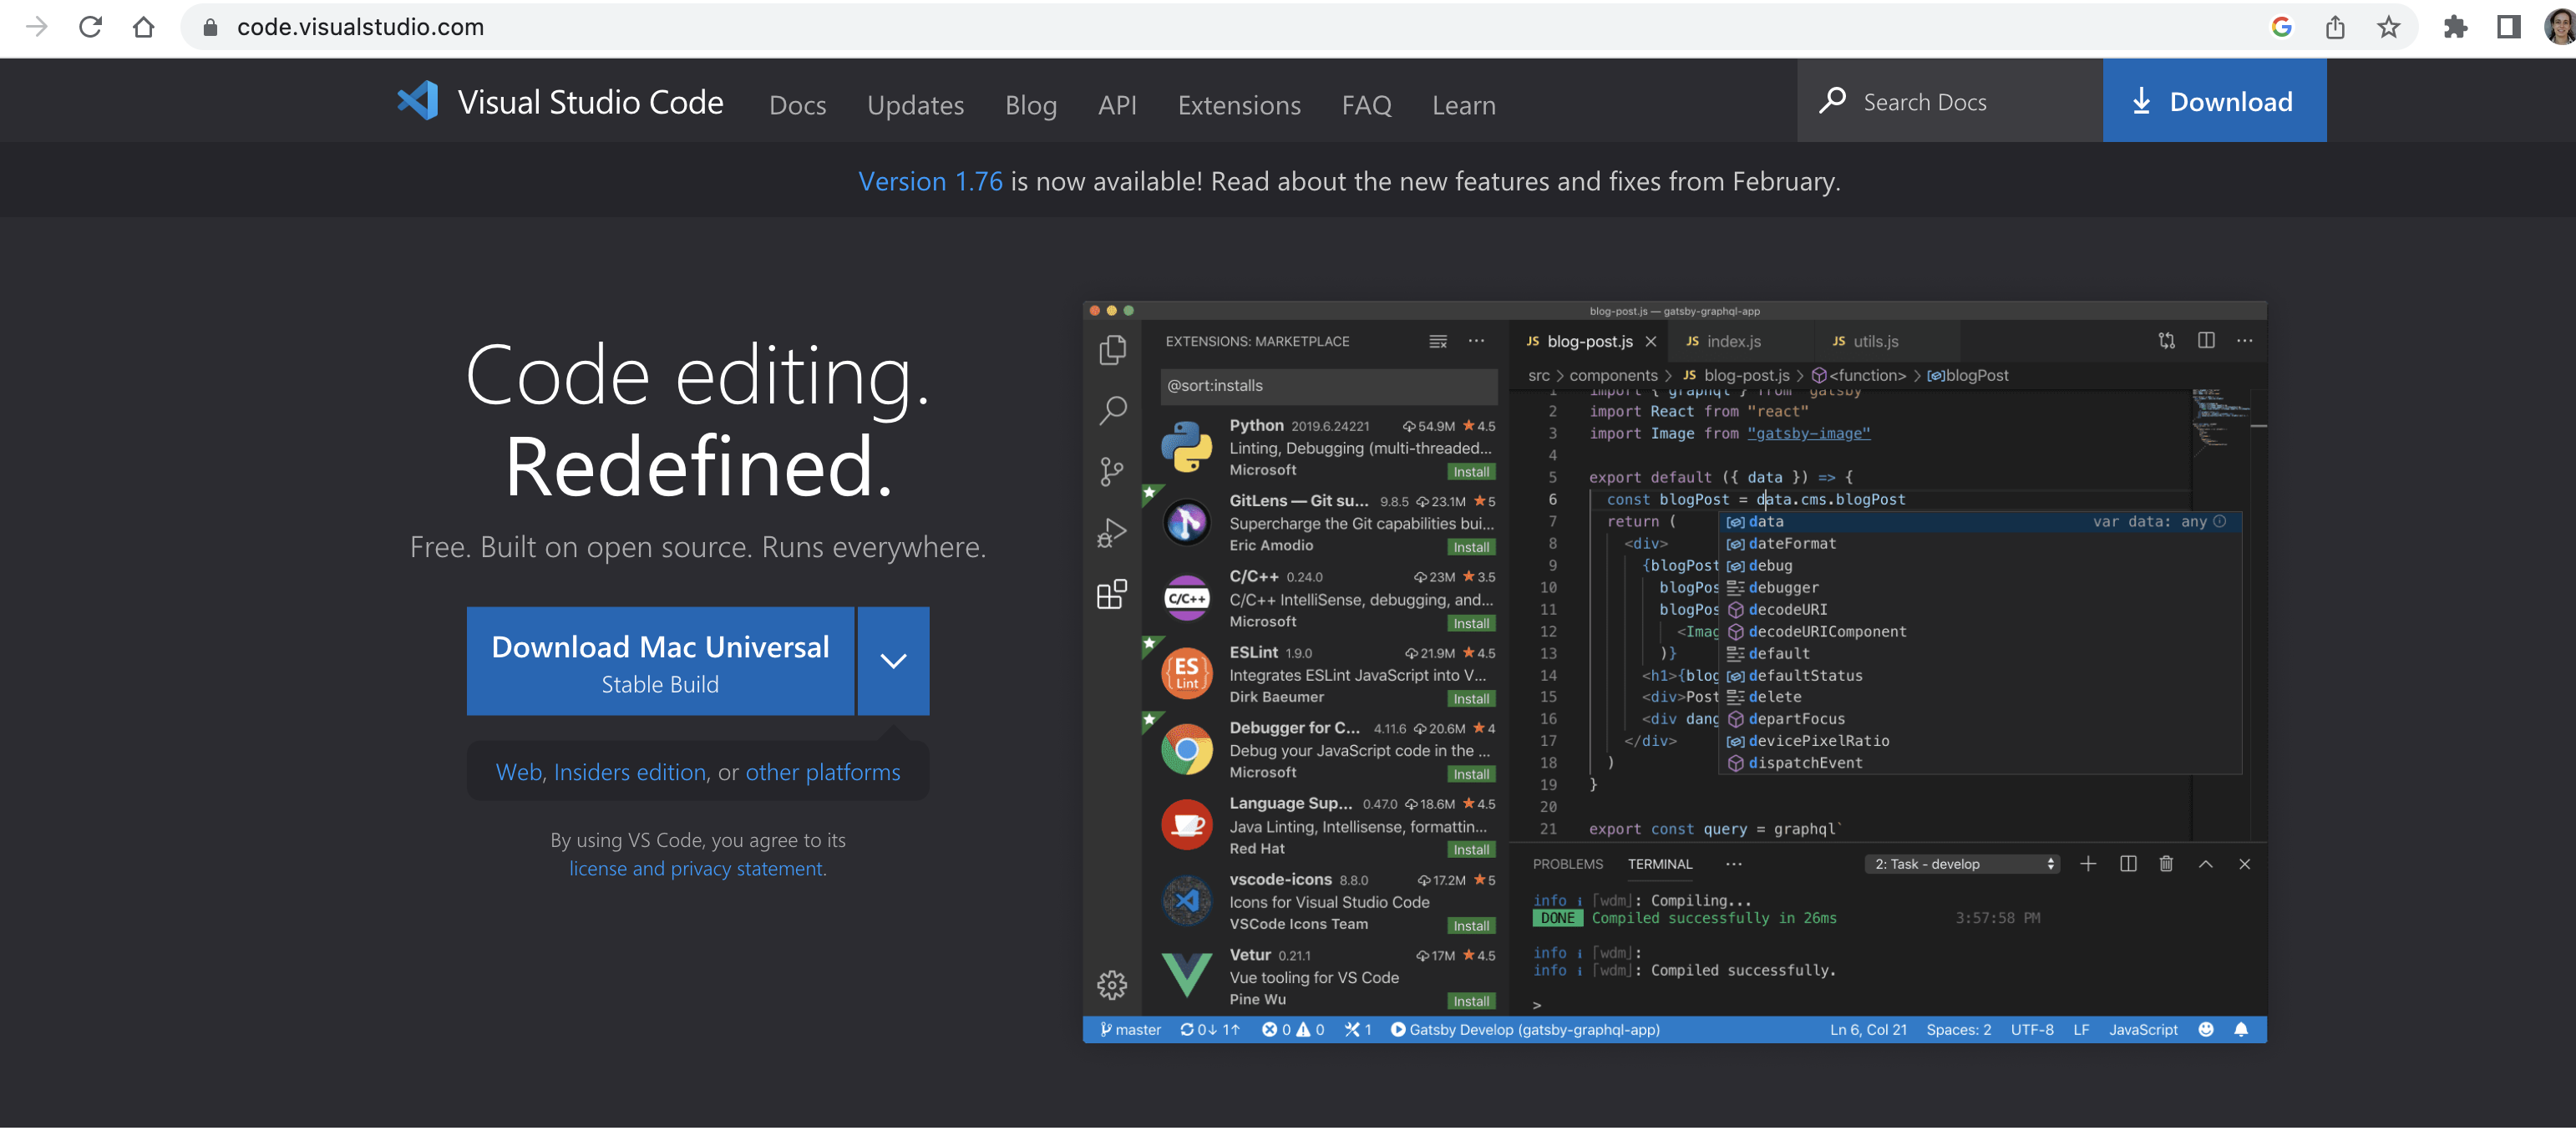 code.visualstudio.com
Visual Studio Code
Docs
Updates
Blog
API
Extensions
FAQ
Learn
Search Docs
Download
Version 1.76 is now available! Read about the new features and fixes from February.
Code editing.
Redefined.
Free. Built on open source. Runs everywhere.
Download Mac Universal
Stable Build
Web, Insiders edition, or other platforms
By using VS Code, you agree to its
license and privacy statement.
blog-post.js — gatsby-graphql-app
EXTENSIONS: MARKETPLACE
@sort:installs
Python 2019.6.24221 54.9M 4.5
Linting, Debugging (multi-threaded...
Microsoft Install
GitLens — Git su... 9.8.5 23.1M 5
Supercharge the Git capabilities bui...
Eric Amodio Install
C/C++
C/C++ 0.24.0 23M 3.5
C/C++ IntelliSense, debugging, and...
Microsoft Install
ES
Lint
ESLint 1.9.0 21.9M 4.5
Integrates ESLint JavaScript into V...
Dirk Baeumer Install
Debugger for C... 4.11.6 20.6M 4
Debug your JavaScript code in the ...
Microsoft Install
Language Sup... 0.47.0 18.6M 4.5
Java Linting, Intellisense, formattin...
Red Hat Install
vscode-icons 8.8.0 17.2M 5
Icons for Visual Studio Code
VSCode Icons Team Install
Vetur 0.21.1 17M 4.5
Vue tooling for VS Code
Pine Wu Install
JS blog-post.js
JS index.js
JS utils.js
src > components > JS blog-post.js > <function> > blogPost
1 import { graphql } from "gatsby"
2 import React from "react"
3 import Image from "gatsby-image"
4
5 export default ({ data }) => {
6 const blogPost = data.cms.blogPost
7 return (
8 <div>
9 {blogPost
10 blogPos
11 blogPos
12 <Imag
13 )}
14 <h1>{blog
15 <div>Post
16 <div dang
17 </div>
18 )
19 }
20
21 export const query = graphql`
data var data: any
dateFormat
debug
debugger
decodeURI
decodeURIComponent
default
defaultStatus
delete
departFocus
devicePixelRatio
dispatchEvent
PROBLEMS TERMINAL ··· 2: Task - develop
info i ｢wdm｣: Compiling...
DONE Compiled successfully in 26ms 3:57:58 PM
info i ｢wdm｣:
info i ｢wdm｣: Compiled successfully.
>
master 0↓ 1↑ 0 0 1 Gatsby Develop (gatsby-graphql-app) Ln 6, Col 21 Spaces: 2 UTF-8 LF JavaScript